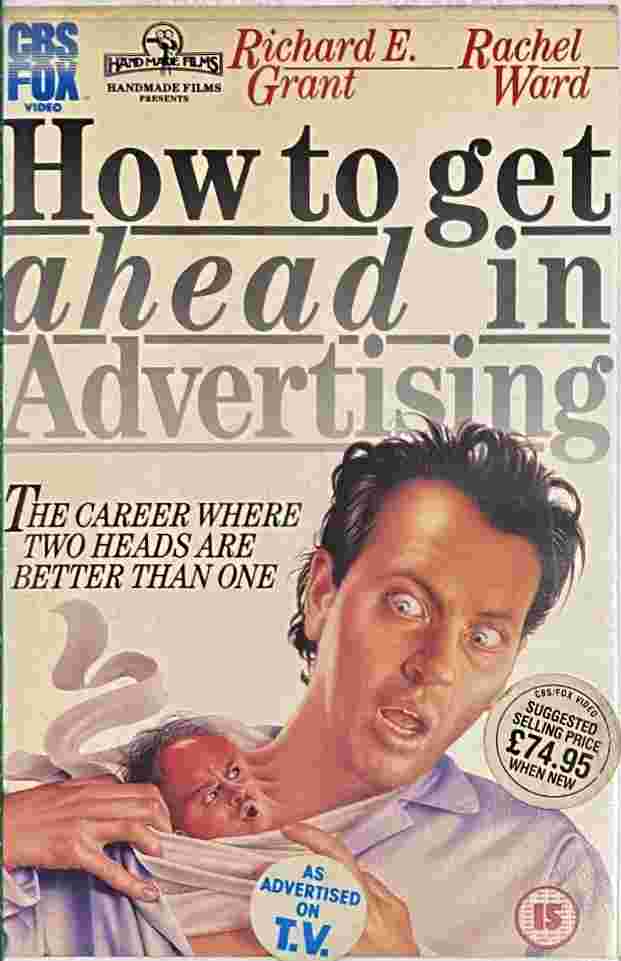 CBS
FOX
VIDEO
HAND MADE FILMS
HANDMADE FILMS
PRESENTS
Richard E.
Grant
Rachel
Ward
How to get
ahead in
Advertising
THE CAREER WHERE
TWO HEADS ARE
BETTER THAN ONE
CBS/FOX VIDEO
SUGGESTED
SELLING PRICE
£74.95
WHEN NEW
AS
ADVERTISED
ON
T.V.
15